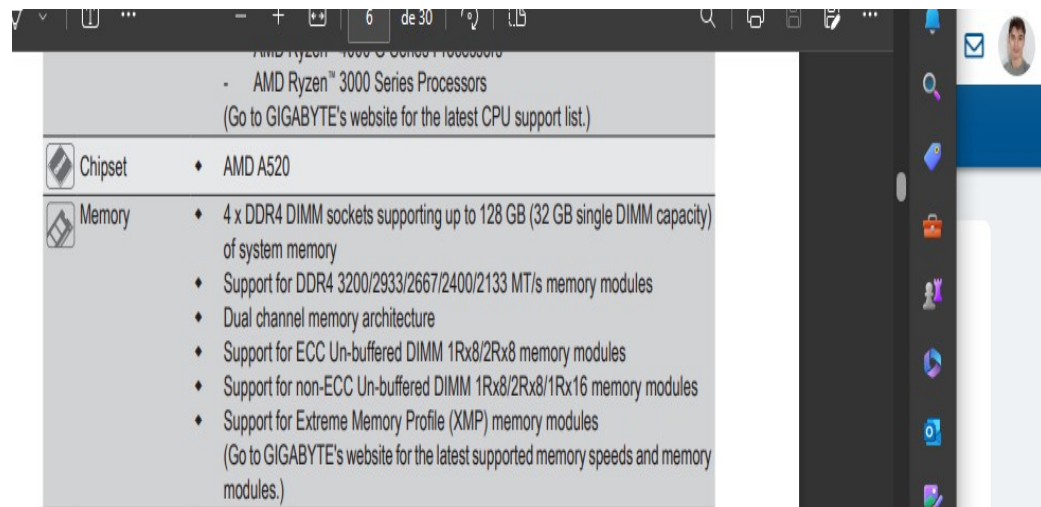 6 de 30
AMD Ryzen™ 4000 G-Series Processors
- AMD Ryzen™ 3000 Series Processors
(Go to GIGABYTE's website for the latest CPU support list.)
Chipset ♦ AMD A520
Memory ♦ 4 x DDR4 DIMM sockets supporting up to 128 GB (32 GB single DIMM capacity)
of system memory
♦ Support for DDR4 3200/2933/2667/2400/2133 MT/s memory modules
♦ Dual channel memory architecture
♦ Support for ECC Un-buffered DIMM 1Rx8/2Rx8 memory modules
♦ Support for non-ECC Un-buffered DIMM 1Rx8/2Rx8/1Rx16 memory modules
♦ Support for Extreme Memory Profile (XMP) memory modules
(Go to GIGABYTE's website for the latest supported memory speeds and memory
modules.)